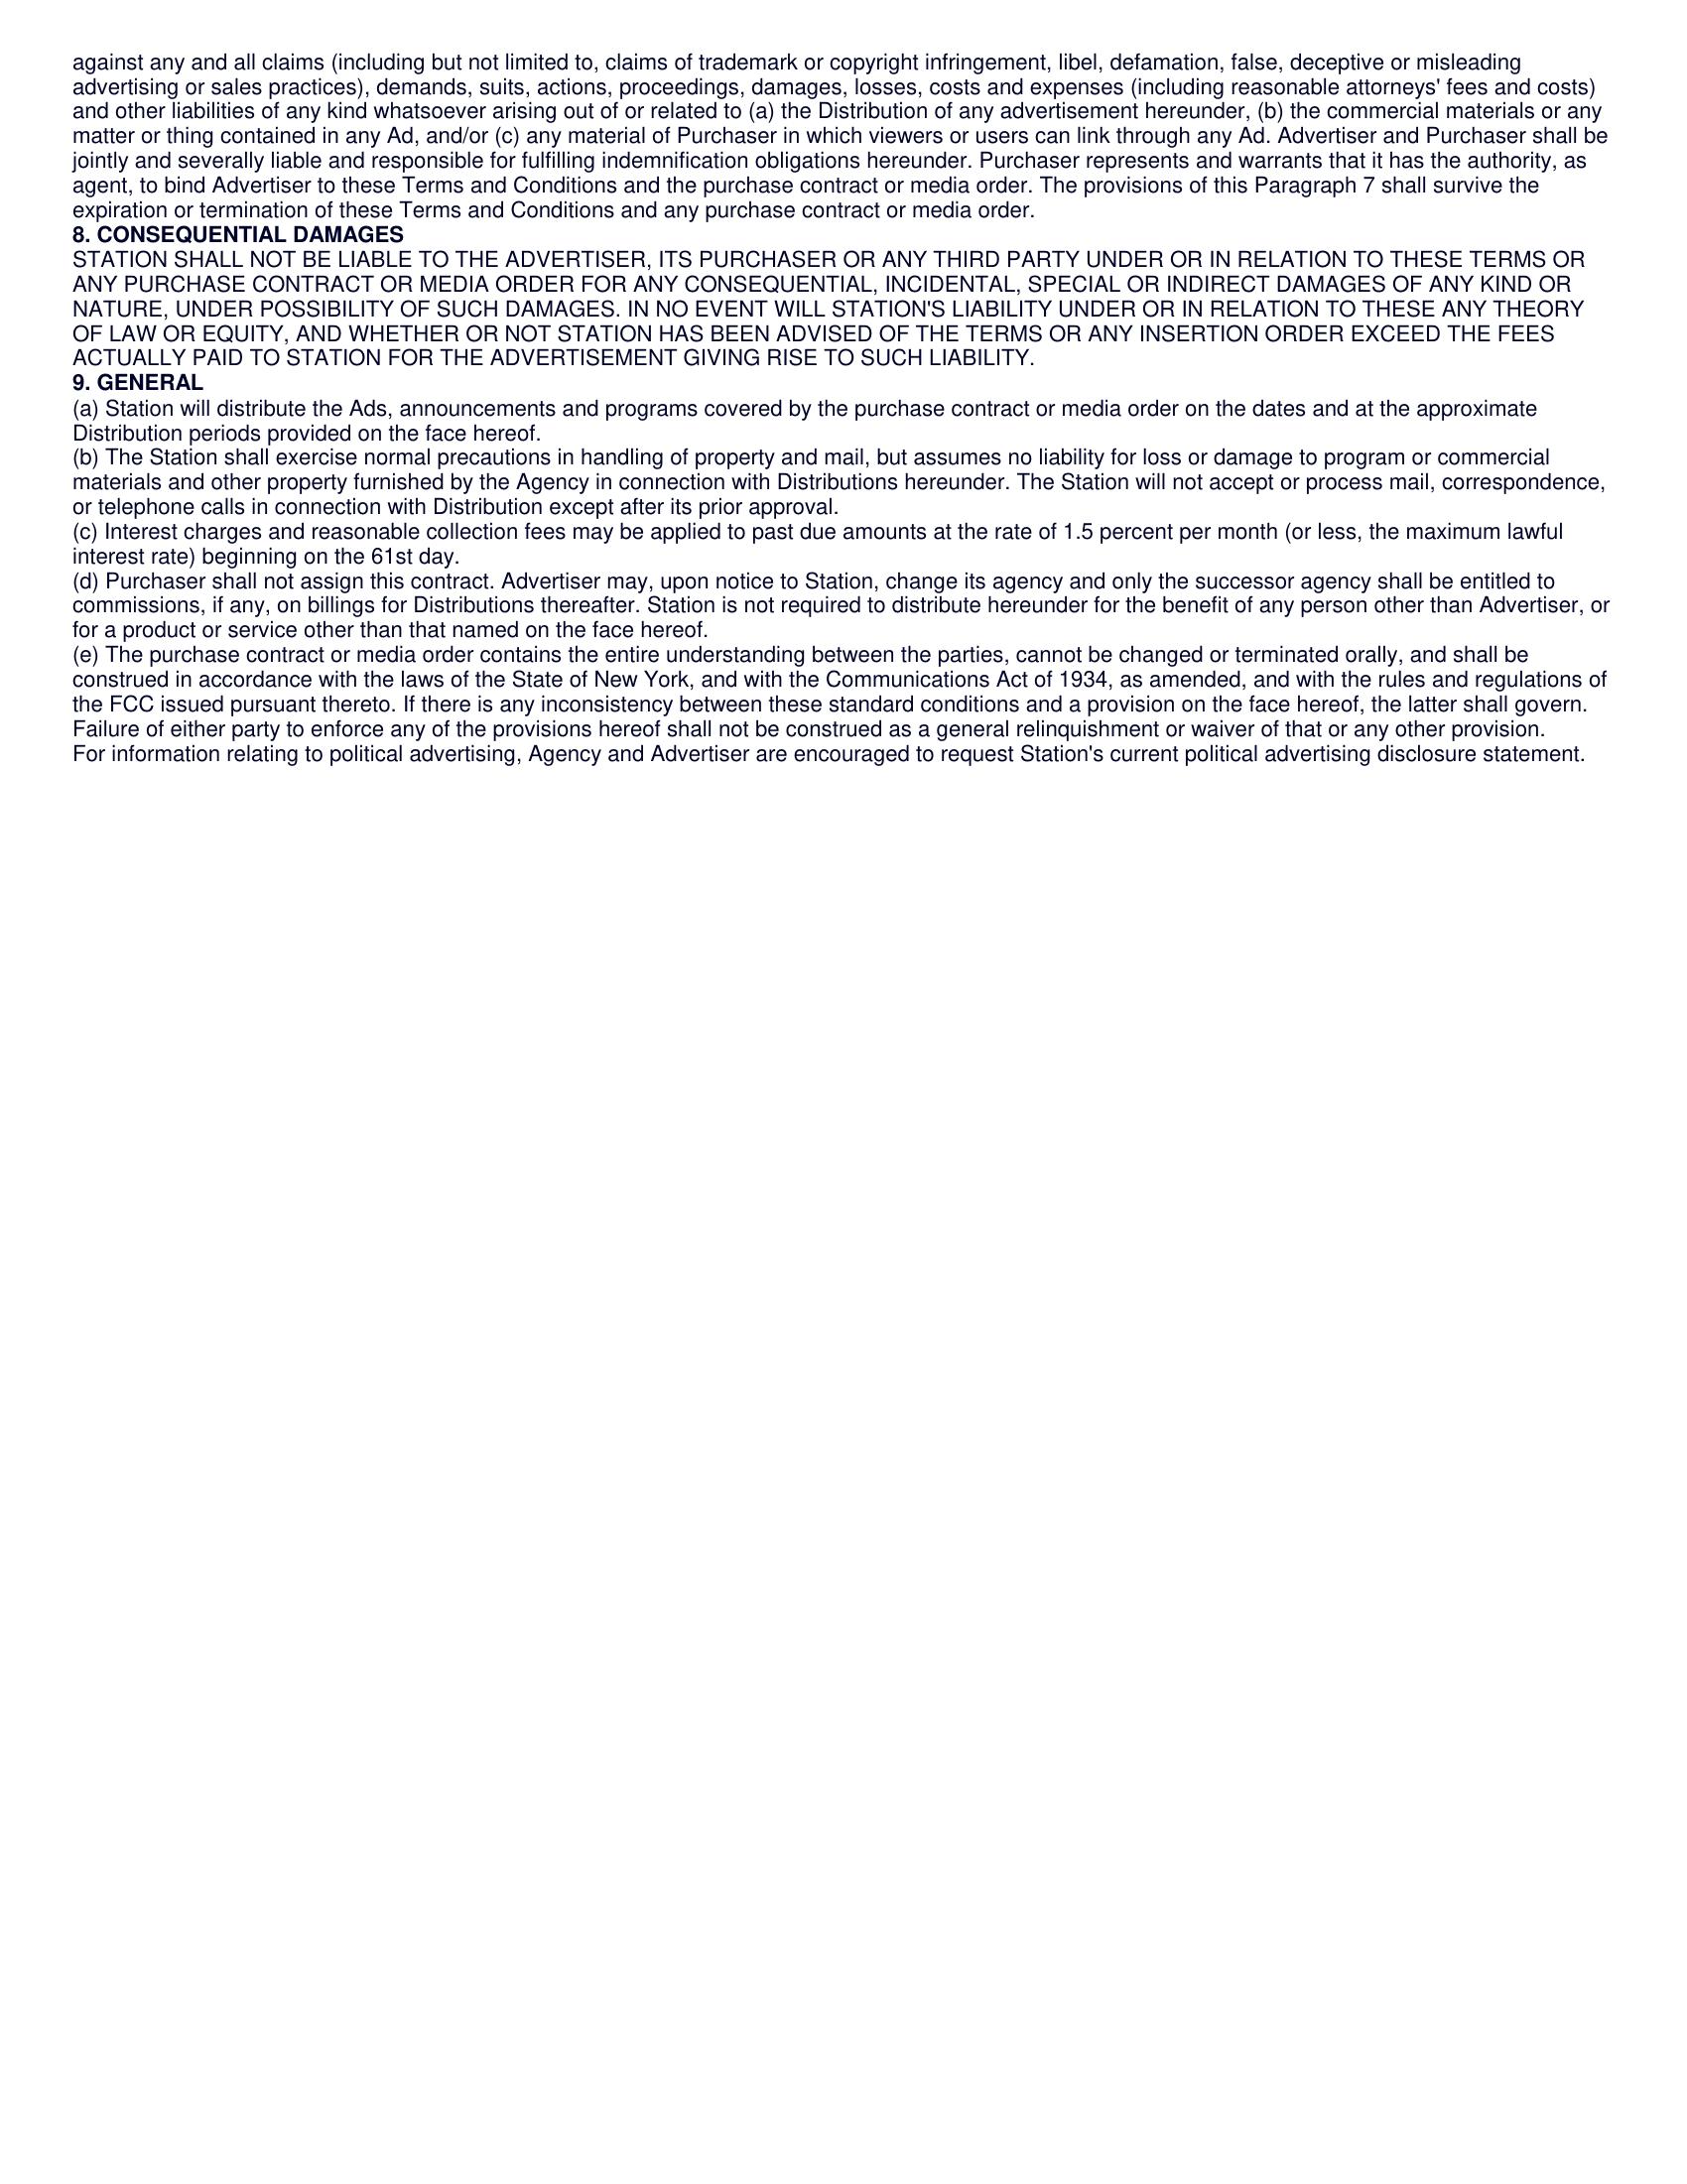 against any and all claims (including but not limited to, claims of trademark or copyright infringement, libel, defamation, false, deceptive or misleading
advertising or sales practices), demands, suits, actions, proceedings, damages, losses, costs and expenses (including reasonable attorneys' fees and costs)
and other liabilities of any kind whatsoever arising out of or related to (a) the Distribution of any advertisement hereunder, (b) the commercial materials or any
matter or thing contained in any Ad, and/or (c) any material of Purchaser in which viewers or users can link through any Ad. Advertiser and Purchaser shall be
jointly and severally liable and responsible for fulfilling indemnification obligations hereunder. Purchaser represents and warrants that it has the authority, as
agent, to bind Advertiser to these Terms and Conditions and the purchase contract or media order. The provisions of this Paragraph 7 shall survive the
expiration or termination of these Terms and Conditions and any purchase contract or media order.
8. CONSEQUENTIAL DAMAGES
STATION SHALL NOT BE LIABLE TO THE ADVERTISER, ITS PURCHASER OR ANY THIRD PARTY UNDER OR IN RELATION TO THESE TERMS OR
ANY PURCHASE CONTRACT OR MEDIA ORDER FOR ANY CONSEQUENTIAL, INCIDENTAL, SPECIAL OR INDIRECT DAMAGES OF ANY KIND OR
NATURE, UNDER POSSIBILITY OF SUCH DAMAGES. IN NO EVENT WILL STATION'S LIABILITY UNDER OR IN RELATION TO THESE ANY THEORY
OF LAW OR EQUITY, AND WHETHER OR NOT STATION HAS BEEN ADVISED OF THE TERMS OR ANY INSERTION ORDER EXCEED THE FEES
ACTUALLY PAID TO STATION FOR THE ADVERTISEMENT GIVING RISE TO SUCH LIABILITY.
9. GENERAL
(a) Station will distribute the Ads, announcements and programs covered by the purchase contract or media order on the dates and at the approximate
Distribution periods provided on the face hereof.
(b) The Station shall exercise normal precautions in handling of property and mail, but assumes no liability for loss or damage to program or commercial
materials and other property furnished by the Agency in connection with Distributions hereunder. The Station will not accept or process mail, correspondence,
or telephone calls in connection with Distribution except after its prior approval.
(c) Interest charges and reasonable collection fees may be applied to past due amounts at the rate of 1.5 percent per month (or less, the maximum lawful
interest rate) beginning on the 61st day.
(d) Purchaser shall not assign this contract. Advertiser may, upon notice to Station, change its agency and only the successor agency shall be entitled to
commissions, if any, on billings for Distributions thereafter. Station is not required to distribute hereunder for the benefit of any person other than Advertiser, or
for a product or service other than that named on the face hereof.
(e) The purchase contract or media order contains the entire understanding between the parties, cannot be changed or terminated orally, and shall be
construed in accordance with the laws of the State of New York, and with the Communications Act of 1934, as amended, and with the rules and regulations of
the FCC issued pursuant thereto. If there is any inconsistency between these standard conditions and a provision on the face hereof, the latter shall govern.
Failure of either party to enforce any of the provisions hereof shall not be construed as a general relinquishment or waiver of that or any other provision.
For information relating to political advertising, Agency and Advertiser are encouraged to request Station's current political advertising disclosure statement.